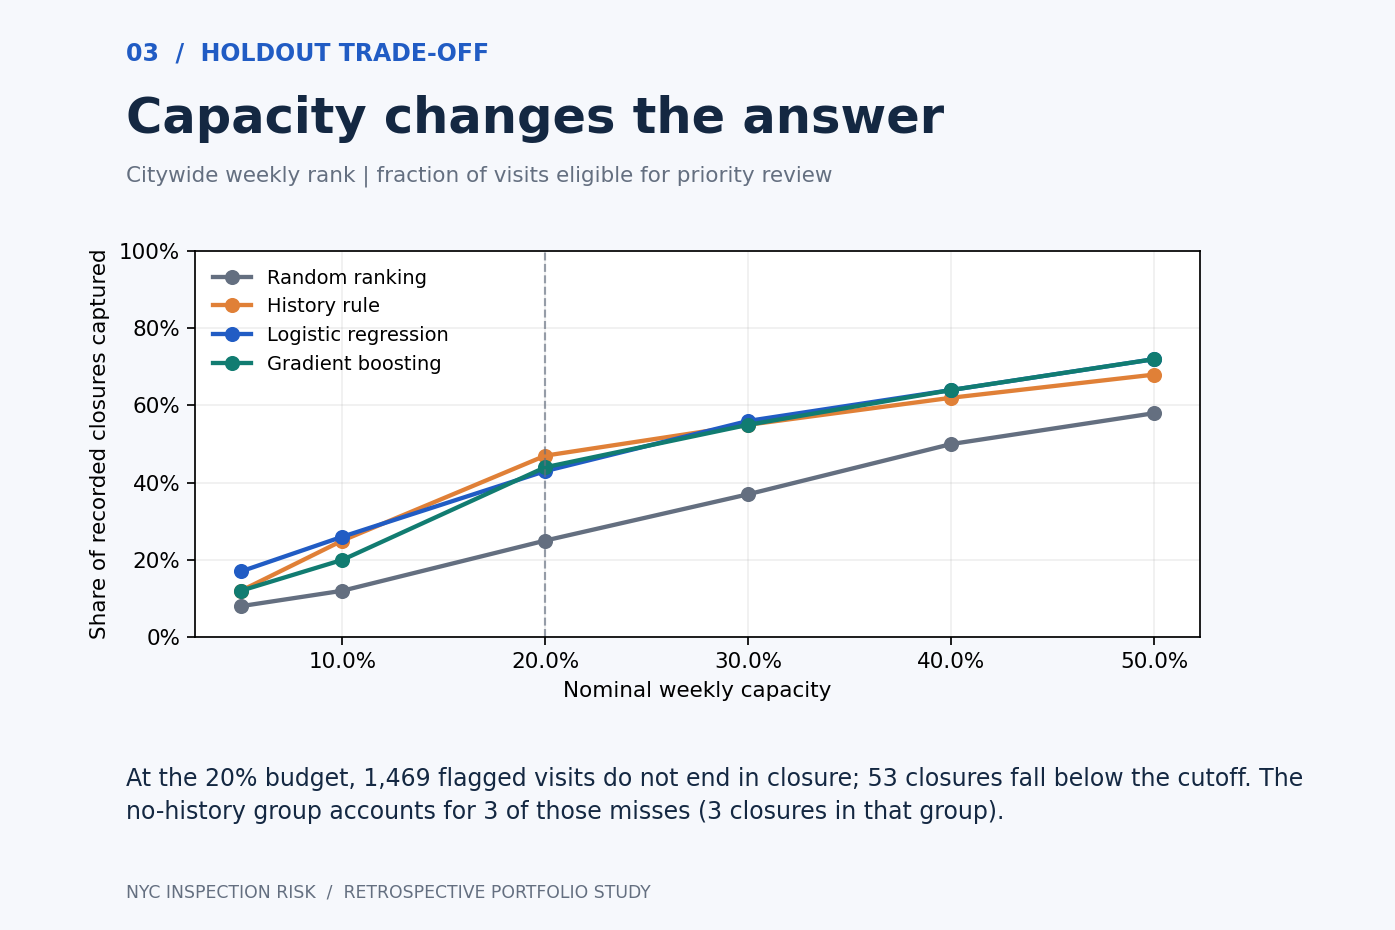 03 / HOLDOUT TRADE-OFF
Capacity changes the answer
Citywide weekly rank | fraction of visits eligible for priority review
Share of recorded closures captured
100%
80%
60%
40%
20%
0%
Random ranking
History rule
Logistic regression
Gradient boosting
10.0%
20.0%
30.0%
40.0%
50.0%
Nominal weekly capacity
At the 20% budget, 1,469 flagged visits do not end in closure; 53 closures fall below the cutoff. The
no-history group accounts for 3 of those misses (3 closures in that group).
NYC INSPECTION RISK / RETROSPECTIVE PORTFOLIO STUDY